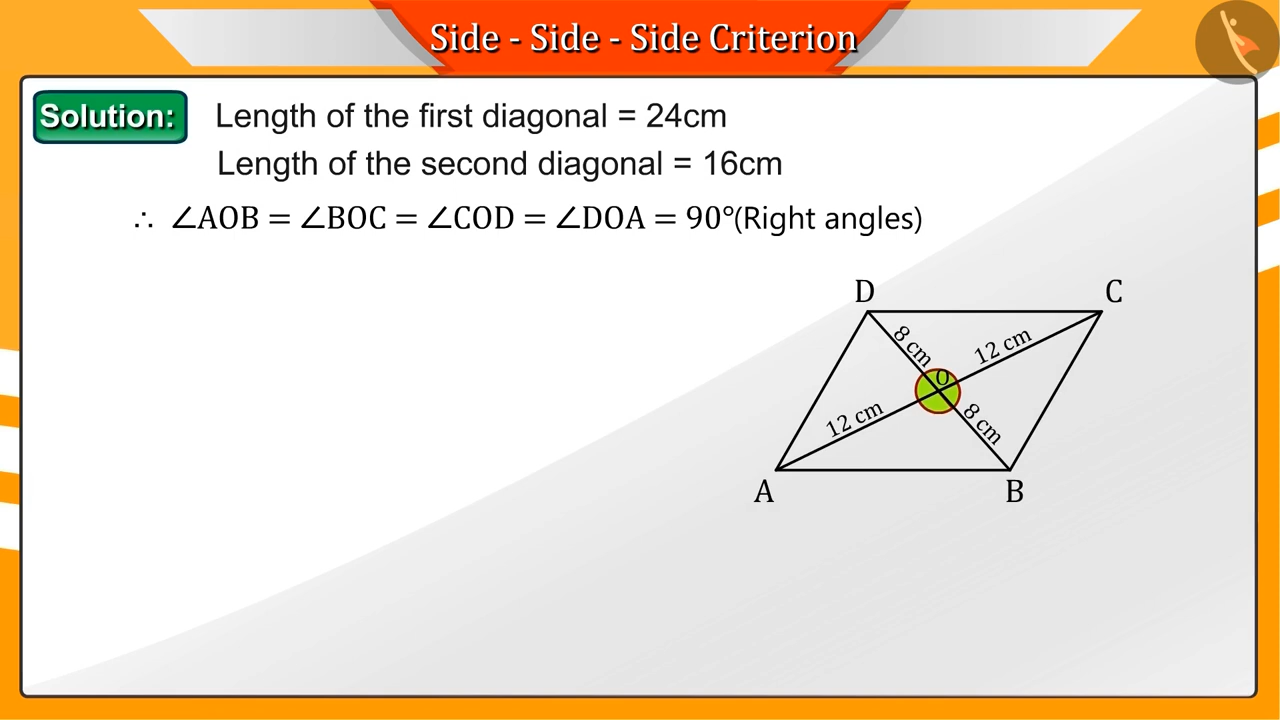 Side - Side - Side Criterion
Solution:
Length of the first diagonal = 24cm
Length of the second diagonal = 16cm
∴ ∠AOB = ∠BOC = ∠COD = ∠DOA = 90°(Right angles)
D
C
8 cm
12 cm
O
12 cm
8 cm
A
B